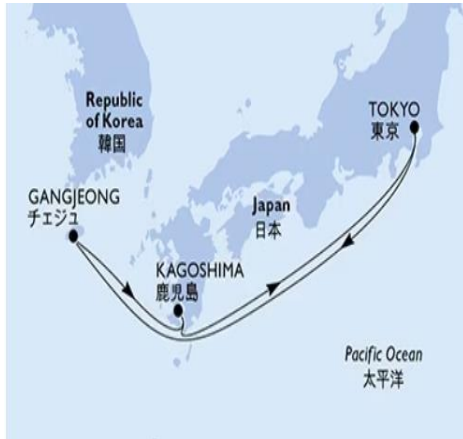 Republic
of Korea
韓国
TOKYO
東京
GANGJEONG
チェジュ
Japan
日本
KAGOSHIMA
鹿児島
Pacific Ocean
太平洋